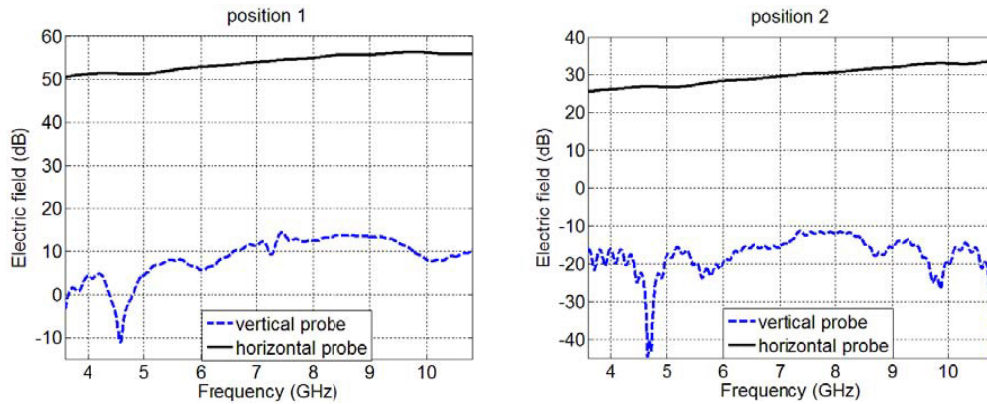 position 1
60
50
40
30
20
10
0
-10
Electric field (dB)
4 5 6 7 8 9 10
Frequency (GHz)
vertical probe
horizontal probe
position 2
40
30
20
10
0
-10
-20
-30
-40
Electric field (dB)
4 5 6 7 8 9 10
Frequency (GHz)
vertical probe
horizontal probe